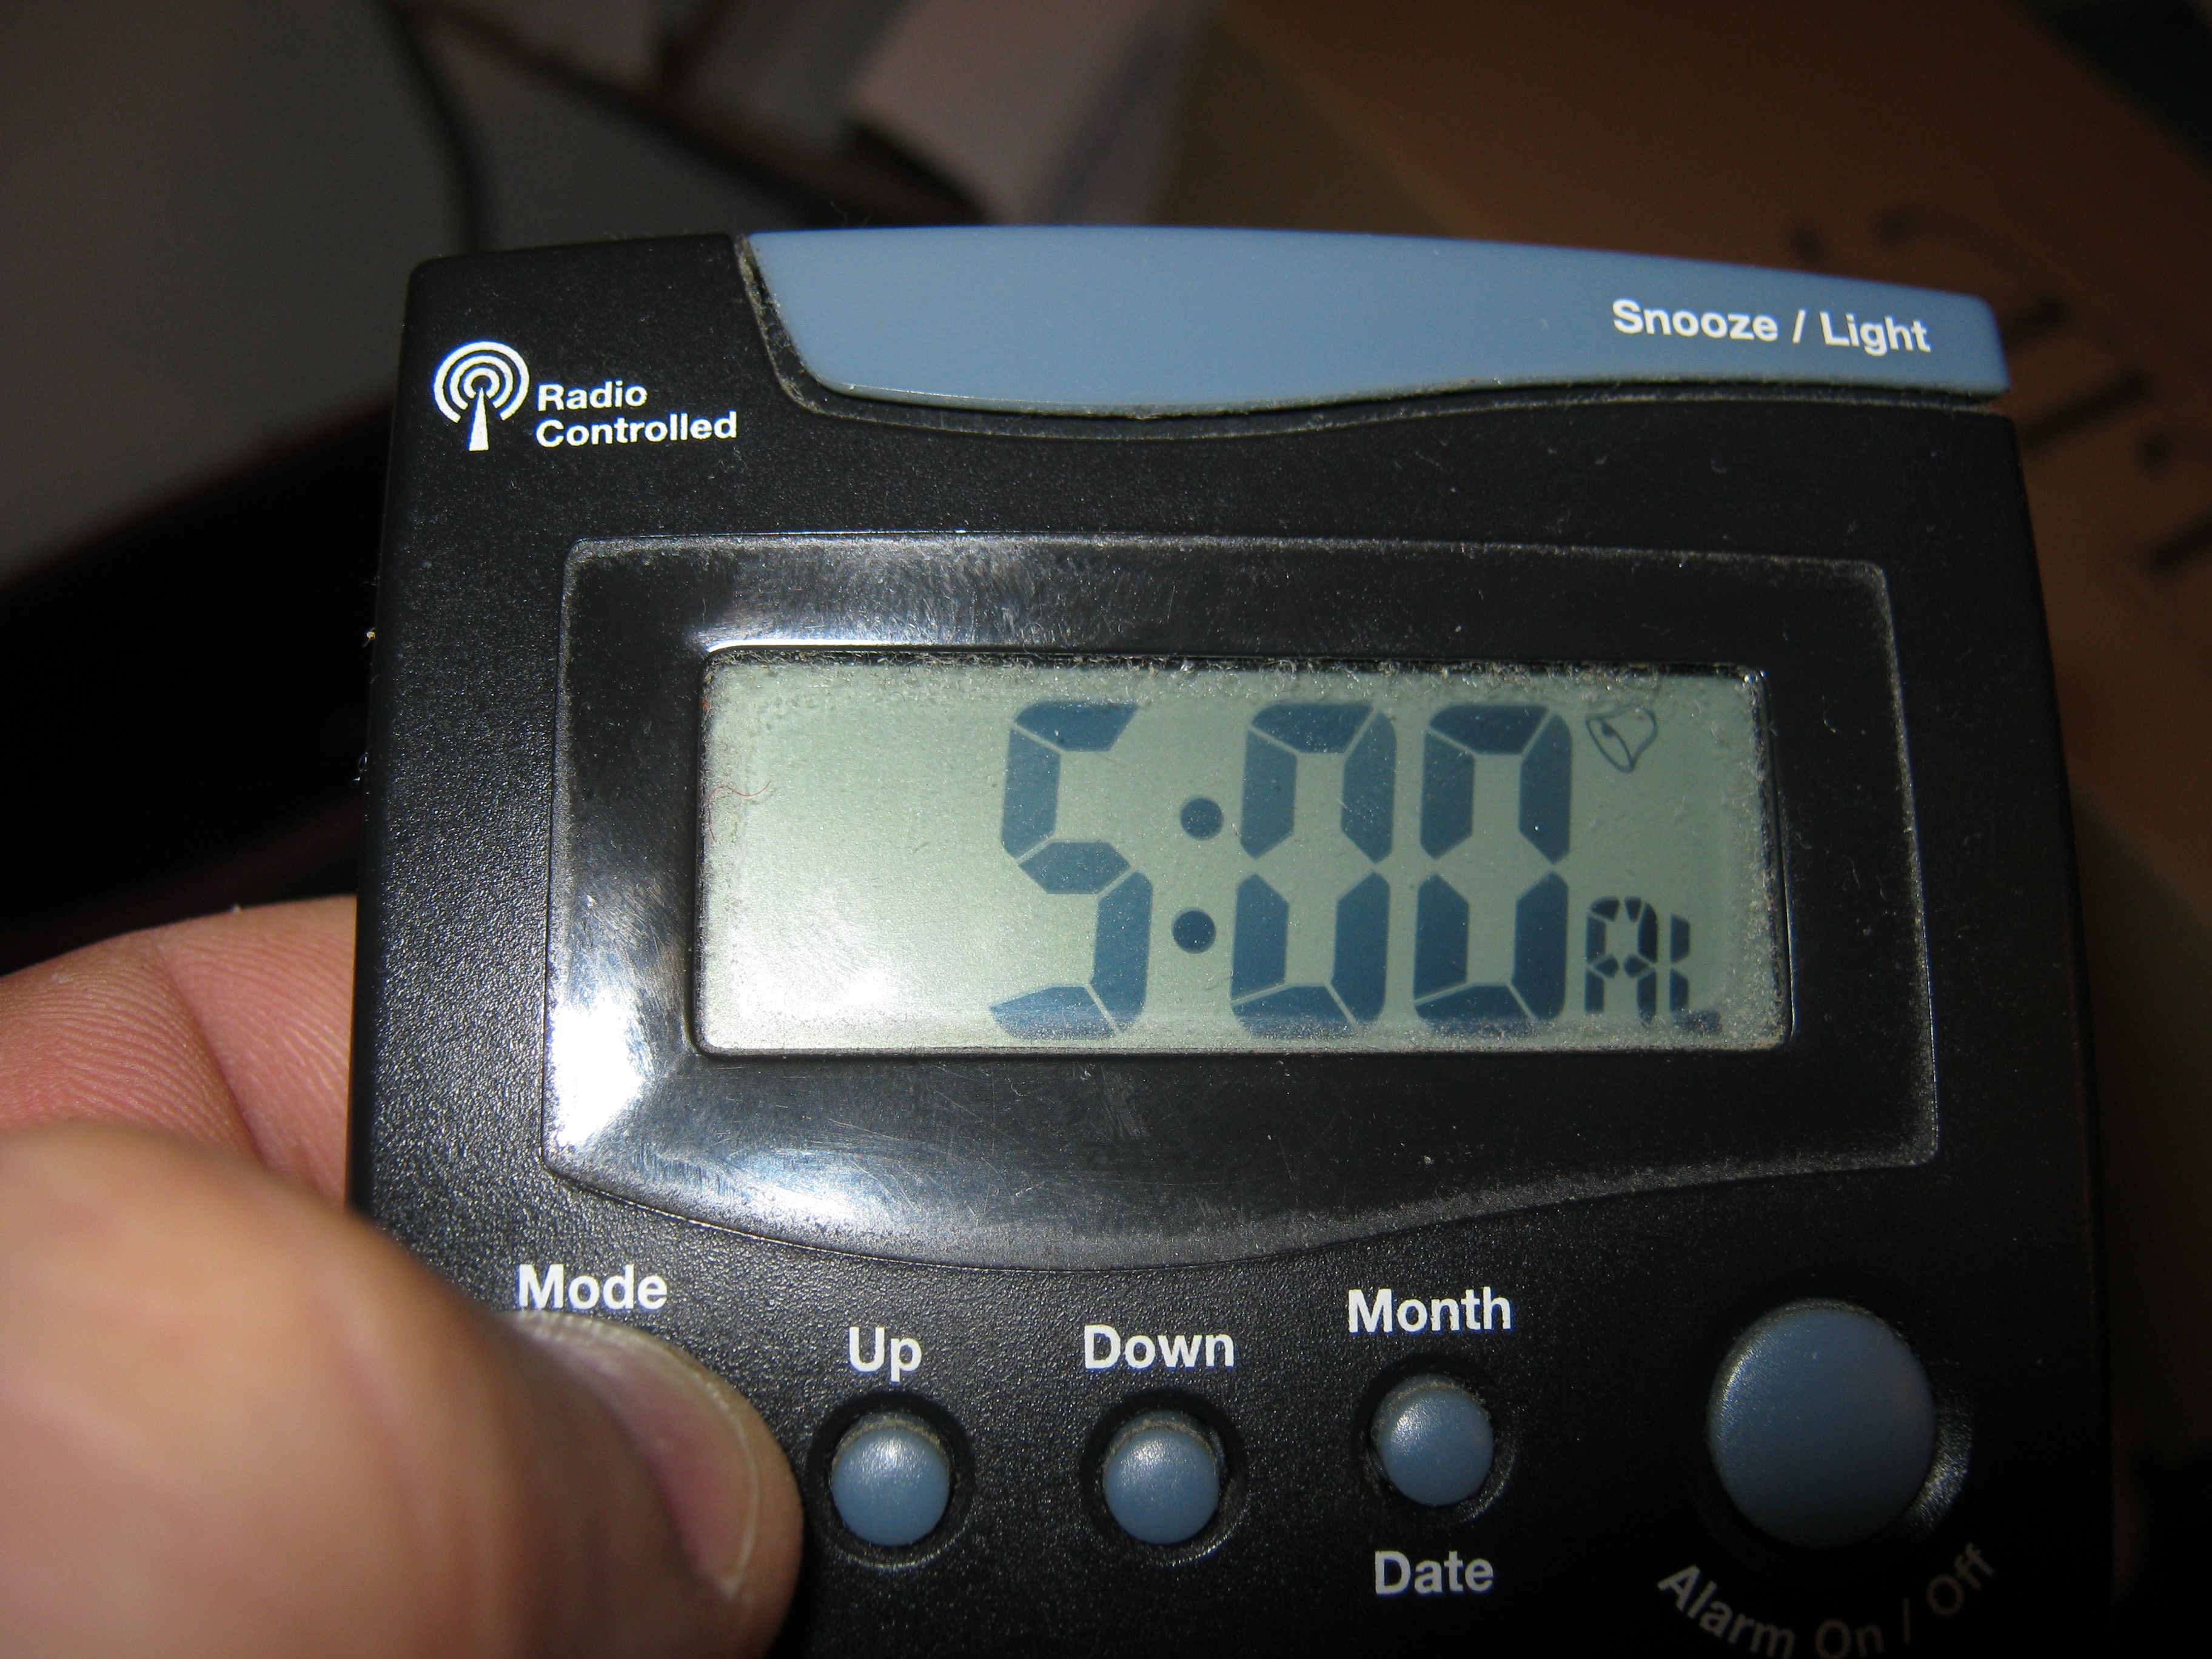 Snooze / Light
Radio
Controlled
5:00 AL
Mode
Up
Down
Month
Date
Alarm On / Off